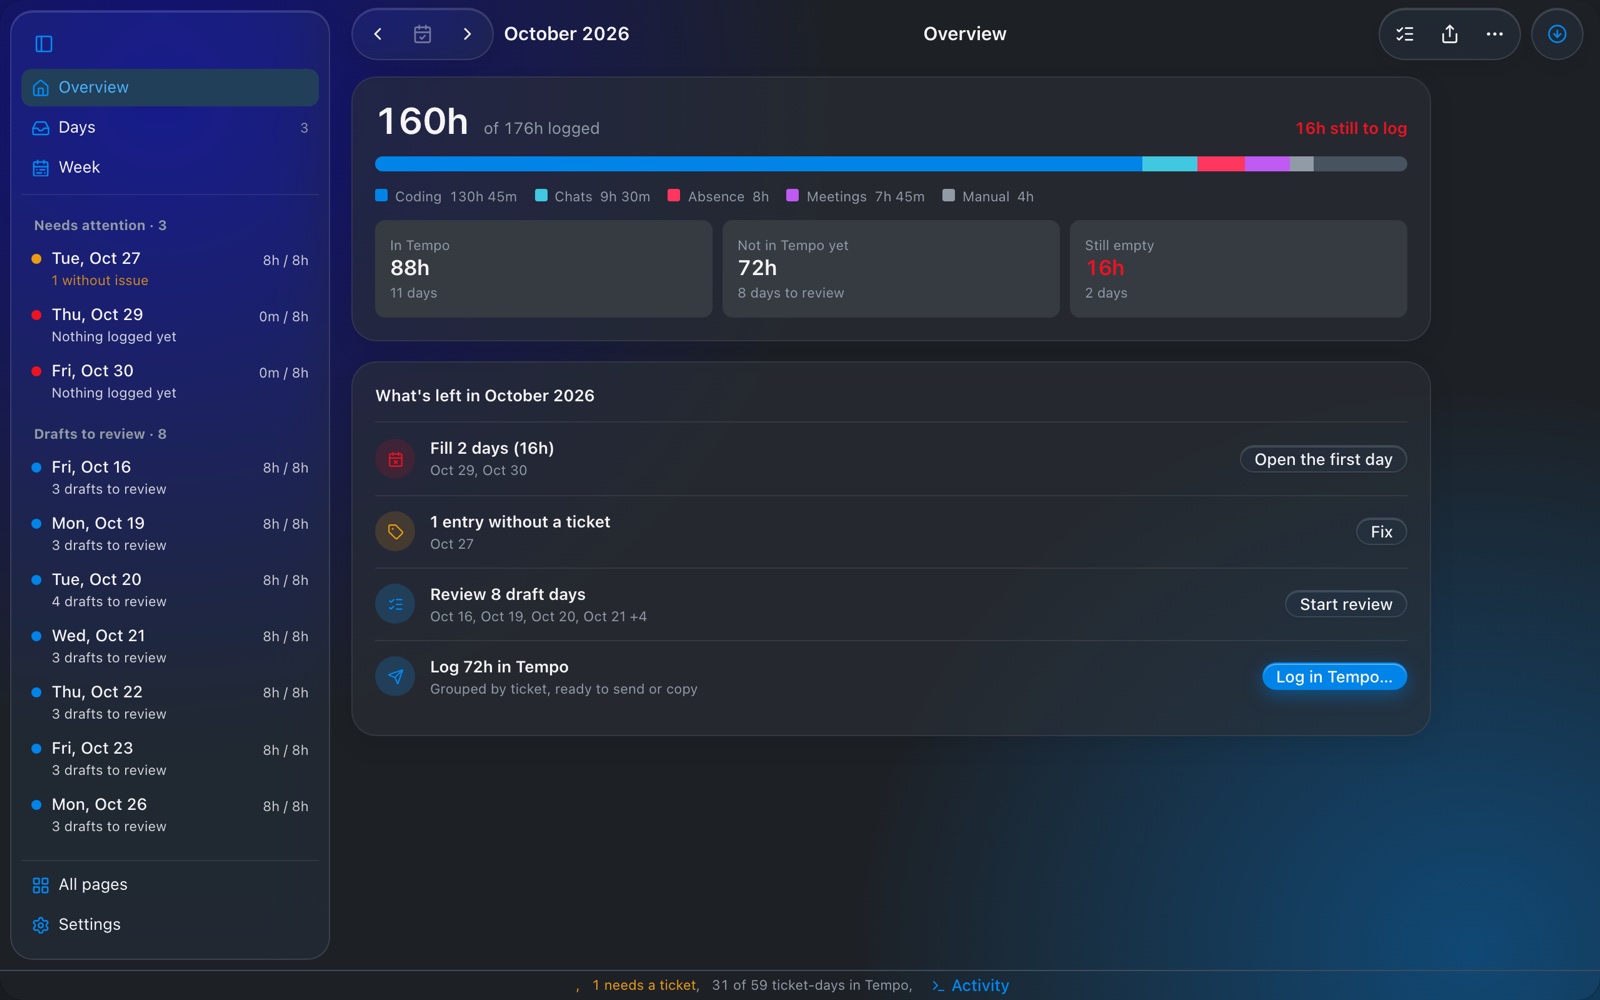 Overview
Days 3
Week
Needs attention · 3
Tue, Oct 27 8h / 8h
1 without issue
Thu, Oct 29 0m / 8h
Nothing logged yet
Fri, Oct 30 0m / 8h
Nothing logged yet
Drafts to review · 8
Fri, Oct 16 8h / 8h
3 drafts to review
Mon, Oct 19 8h / 8h
3 drafts to review
Tue, Oct 20 8h / 8h
4 drafts to review
Wed, Oct 21 8h / 8h
3 drafts to review
Thu, Oct 22 8h / 8h
3 drafts to review
Fri, Oct 23 8h / 8h
3 drafts to review
Mon, Oct 26 8h / 8h
3 drafts to review
All pages
Settings
October 2026
Overview
160h of 176h logged 16h still to log
Coding 130h 45m Chats 9h 30m Absence 8h Meetings 7h 45m Manual 4h
In Tempo
88h
11 days
Not in Tempo yet
72h
8 days to review
Still empty
16h
2 days
What's left in October 2026
Fill 2 days (16h)
Oct 29, Oct 30
Open the first day
1 entry without a ticket
Oct 27
Fix
Review 8 draft days
Oct 16, Oct 19, Oct 20, Oct 21 +4
Start review
Log 72h in Tempo
Grouped by ticket, ready to send or copy
Log in Tempo...
, 1 needs a ticket, 31 of 59 ticket-days in Tempo, Activity